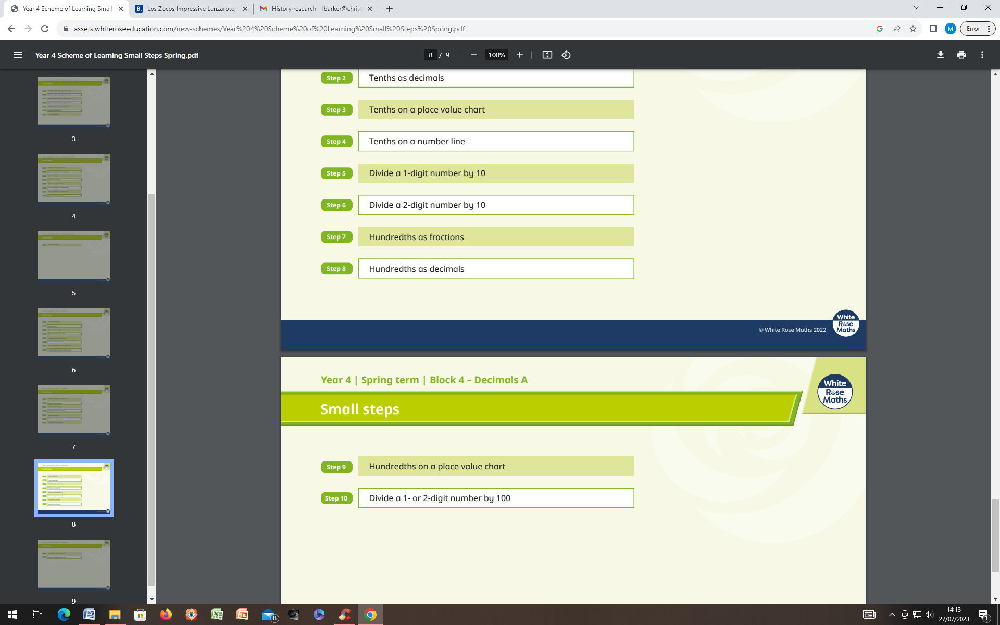 Year 4 Scheme of Learning Small
Los Zocos Impressive Lanzarote,
History research - lbarker@christ
assets.whiteroseeducation.com/new-schemes/Year%204%20Scheme%20of%20Learning%20Small%20Steps%20Spring.pdf
M
Error
Year 4 Scheme of Learning Small Steps Spring.pdf
8 / 9
100%
3
4
5
6
7
8
9
Step 2 Tenths as decimals
Step 3 Tenths on a place value chart
Step 4 Tenths on a number line
Step 5 Divide a 1-digit number by 10
Step 6 Divide a 2-digit number by 10
Step 7 Hundredths as fractions
Step 8 Hundredths as decimals
© White Rose Maths 2022
White
Rose
Maths
Year 4 | Spring term | Block 4 – Decimals A
Small steps
White
Rose
Maths
Step 9 Hundredths on a place value chart
Step 10 Divide a 1- or 2-digit number by 100
8
14:13
27/07/2023
1